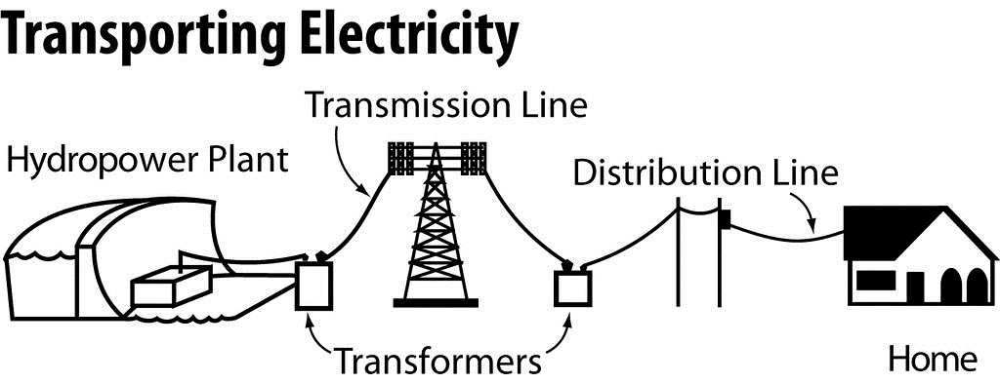 Transporting Electricity
Transmission Line
Hydropower Plant
Distribution Line
Transformers
Home